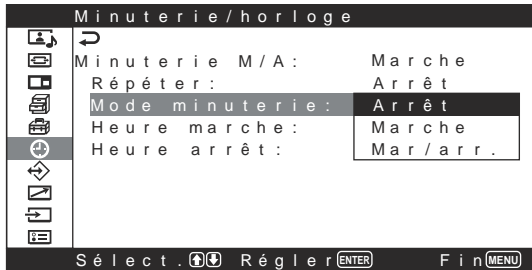 Minuterie/horloge
Minuterie M/A: Marche
Répéter: Arrêt
Mode minuterie: Arrêt
Heure marche: Marche
Heure arrêt: Mar/arr.
Sélect. Régler ENTER Fin MENU